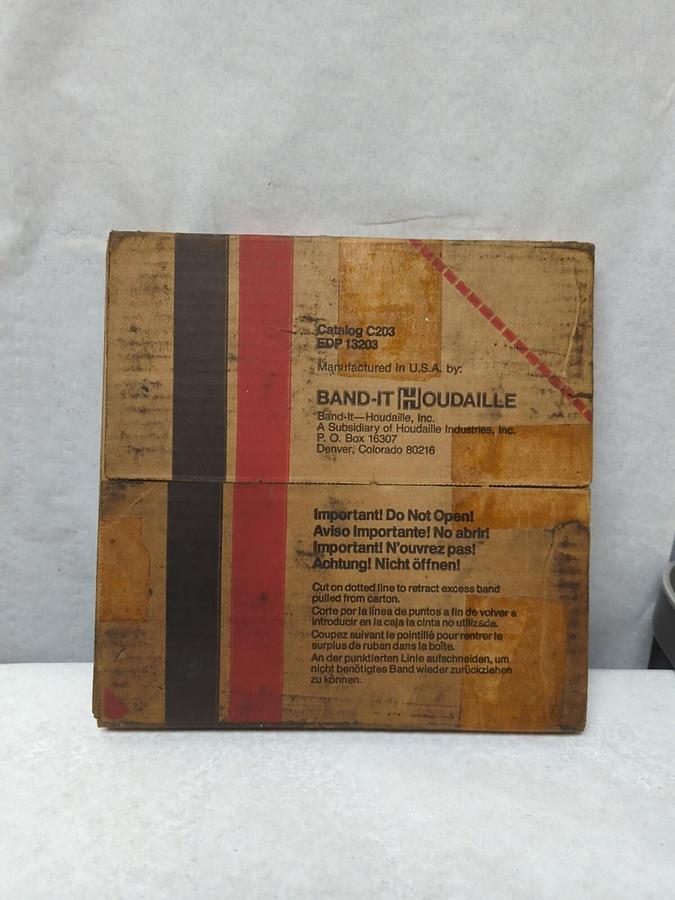 Catalog C203
EDP 13203
Manufactured in U.S.A. by:
BAND-IT HOUDAILLE
Band-It—Houdaille, Inc.
A Subsidiary of Houdaille Industries, Inc.
P. O. Box 16307
Denver, Colorado 80216
Important! Do Not Open!
Aviso Importante! No abrir!
Important! N'ouvrez pas!
Achtung! Nicht öffnen!
Cut on dotted line to retract excess band
pulled from carton.
Corte por la línea de puntos a fin de volver a
introducir en la caja la cinta no utilizada.
Coupez suivant le pointillé pour rentrer le
surplus de ruban dans la boîte.
An der punktierten Linie aufschneiden, um
nicht benötigtes Band wieder zurückziehen
zu können.